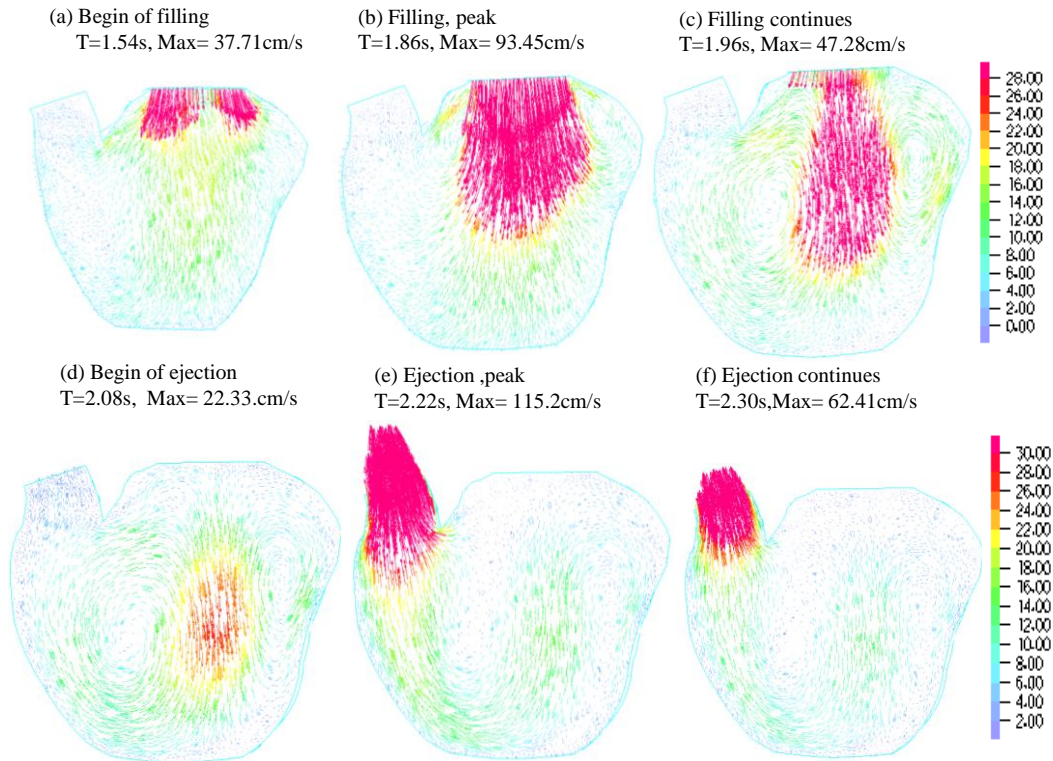 (a) Begin of filling
T=1.54s, Max= 37.71cm/s
(b) Filling, peak
T=1.86s, Max= 93.45cm/s
(c) Filling continues
T=1.96s, Max= 47.28cm/s
28.00
26.00
24.00
22.00
20.00
18.00
16.00
14.00
12.00
10.00
8.00
6.00
4.00
2.00
0.00
(d) Begin of ejection
T=2.08s, Max= 22.33.cm/s
(e) Ejection ,peak
T=2.22s, Max= 115.2cm/s
(f) Ejection continues
T=2.30s,Max= 62.41cm/s
30.00
28.00
26.00
24.00
22.00
20.00
18.00
16.00
14.00
12.00
10.00
8.00
6.00
4.00
2.00